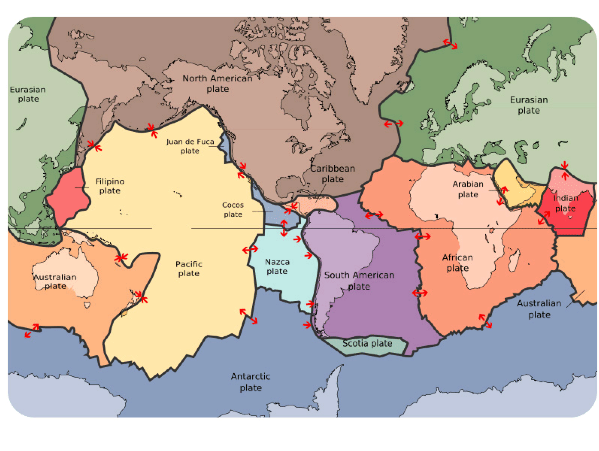 North American
plate
Eurasian
plate
Eurasian
plate
Juan de Fuca
plate
Caribbean
plate
Filipino
plate
Arabian
plate
Indian
plate
Cocos
plate
Nazca
plate
African
plate
Pacific
plate
South American
plate
Australian
plate
Australian
plate
Scotia plate
Antarctic
plate